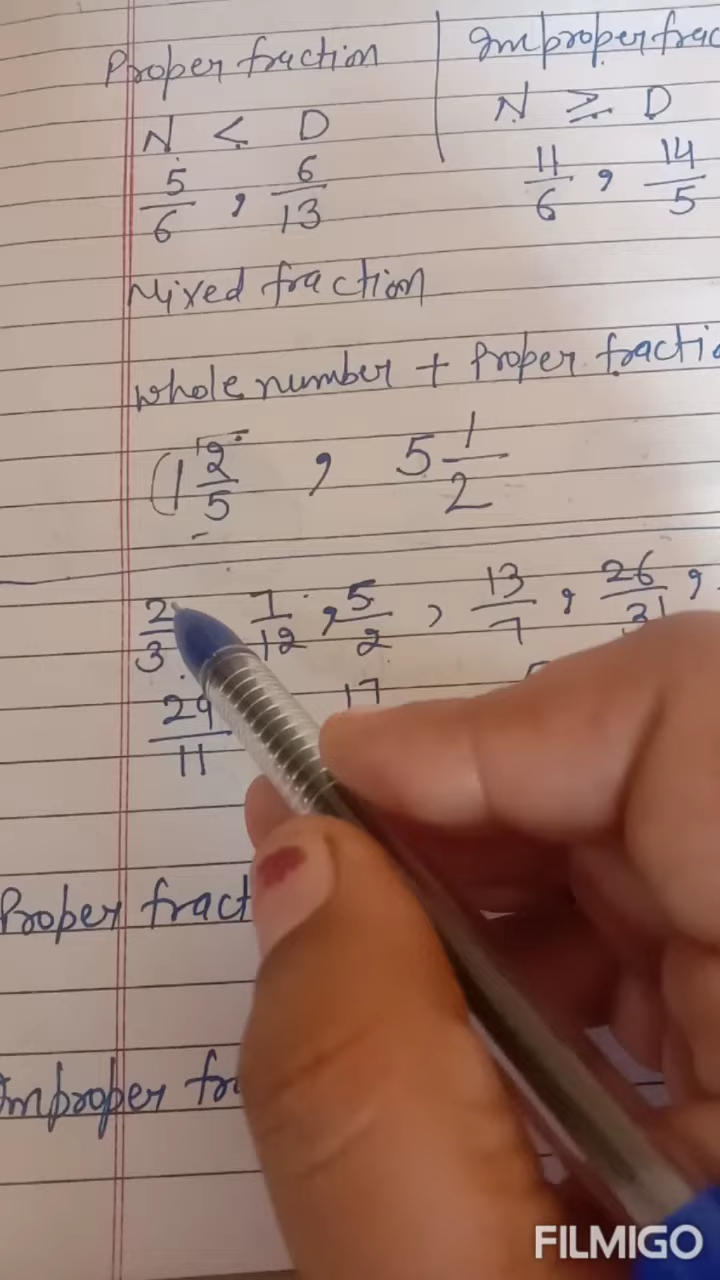 Proper fraction | Improper frac
N < D N ≥ D
5/6 , 6/13 11/6 , 14/5
Mixed fraction
whole number + Proper fractio
(1 2/5 , 5 1/2
2/3 7/12 , 5/2 , 13/7 , 26/31 ,
29/11 17
Proper fract
Improper fr
FILMIGO